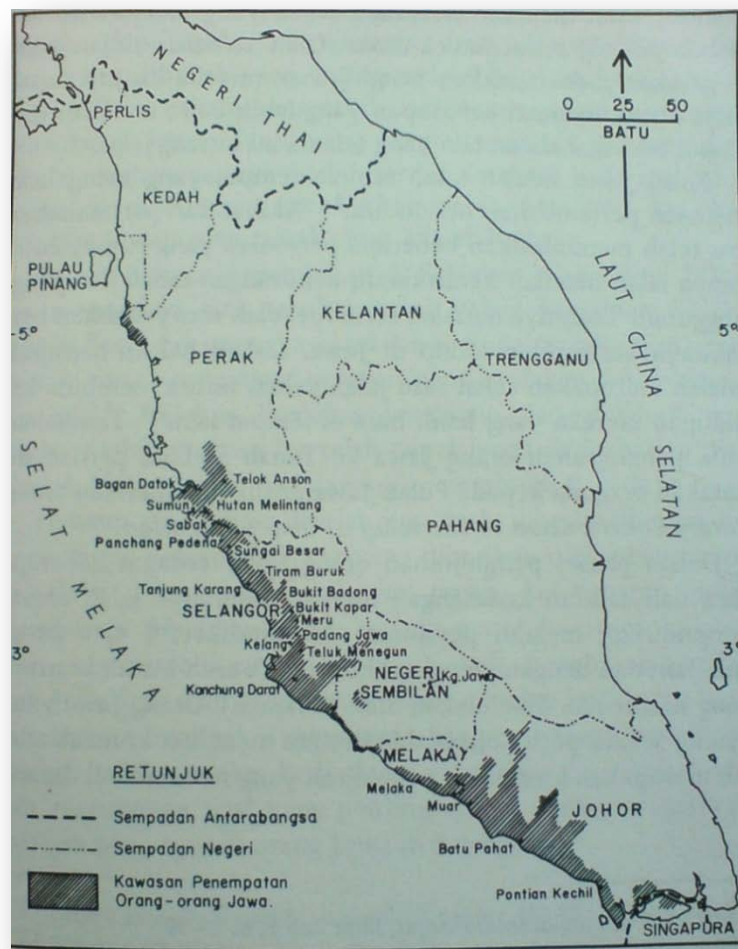 NEGERI THAI
0 25 50
BATU
PERLIS
KEDAH
PULAU
PINANG
LAUT CHINA SELATAN
5°
5°
KELANTAN
PERAK
TRENGGANU
SELAT MELAKA
Bagan Datok
Telok Anson
Sumung
Hutan Melintang
Sabak
PAHANG
Panchang Pedena
Sungai Besar
Tiram Buruk
Tanjung Karang
Bukit Badong
SELANGOR
Bukit Kapar
Meru
Padang Jawa
Kelang
Teluk Menegun
3°
3°
NEGERI
SEMBILAN
Kg. Jawa
Kanchung Darat
MELAKA
RETUNJUK
Melaka
Muar
JOHOR
Sempadan Antarabangsa
Batu Pahat
Sempadan Negeri
Kawasan Penempatan
Orang-orang Jawa.
Pontian Kechil
SINGAPURA